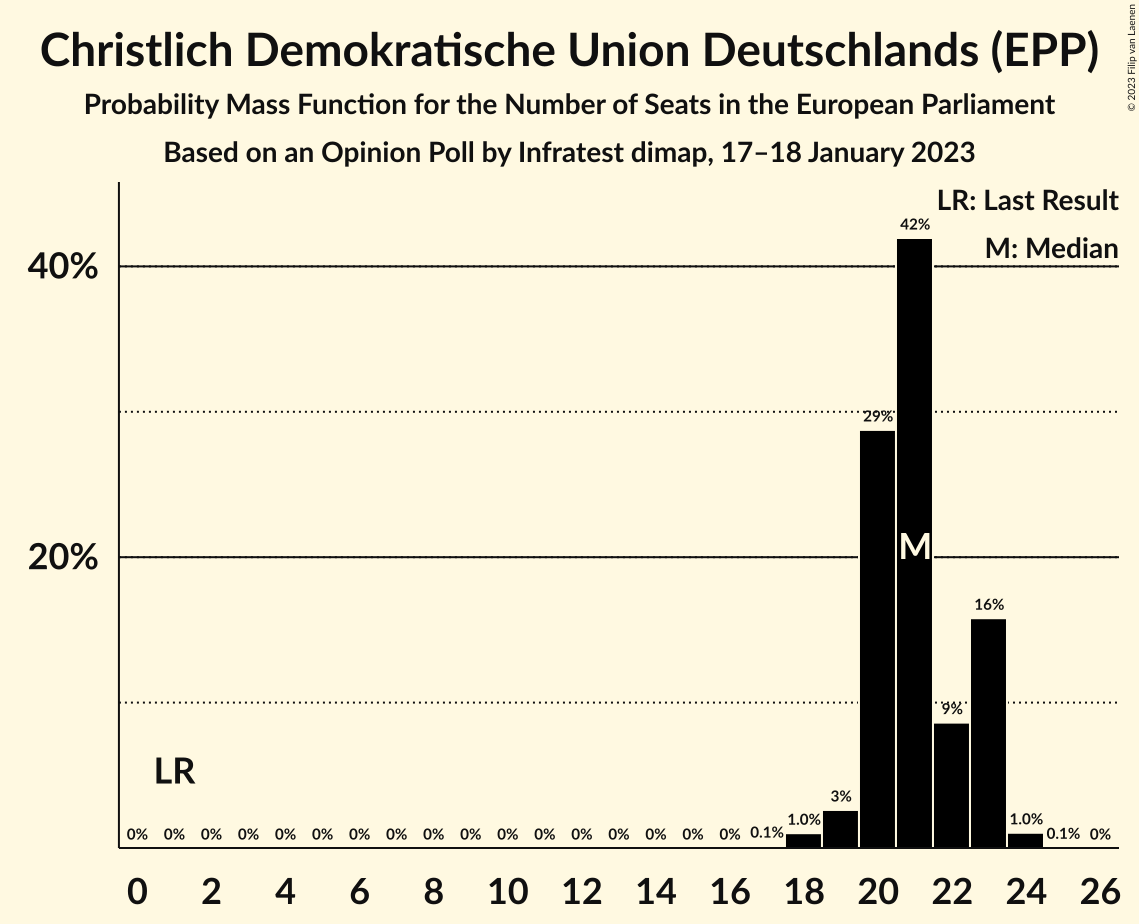 Christlich Demokratische Union Deutschlands (EPP)
Probability Mass Function for the Number of Seats in the European Parliament
Based on an Opinion Poll by Infratest dimap, 17–18 January 2023
© 2023 Filip van Laenen
LR: Last Result
M: Median
40%
20%
42%
29%
M
16%
9%
LR
3%
0% 0% 0% 0% 0% 0% 0% 0% 0% 0% 0% 0% 0% 0% 0% 0% 0% 0.1% 1.0% 1.0% 0.1% 0%
0 2 4 6 8 10 12 14 16 18 20 22 24 26